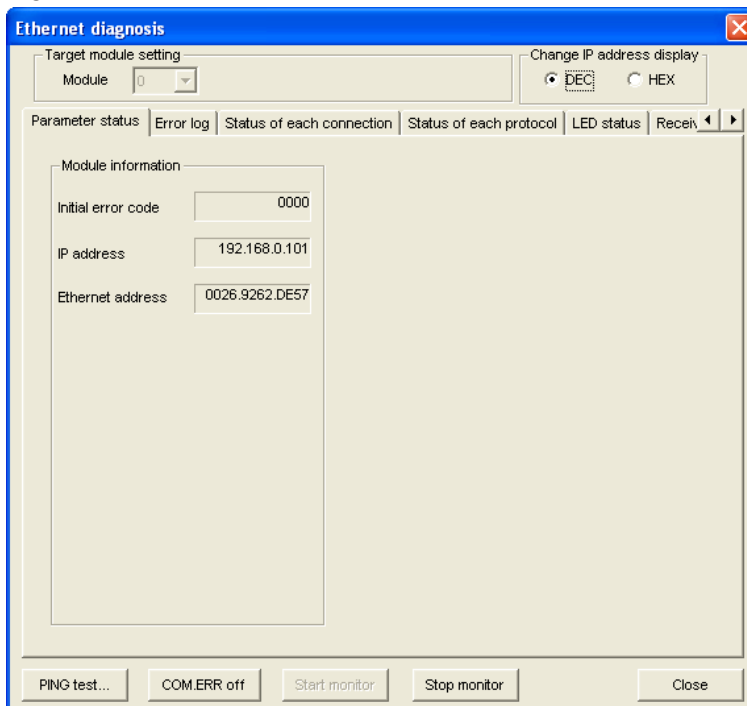 Ethernet diagnosis
Target module setting
Change IP address display
Module 0
DEC HEX
Parameter status Error log Status of each connection Status of each protocol LED status
Module information
Initial error code 0000
IP address 192.168.0.101
Ethernet address 0026.9262.DE57
PING test... COM.ERR off Start monitor Stop monitor Close